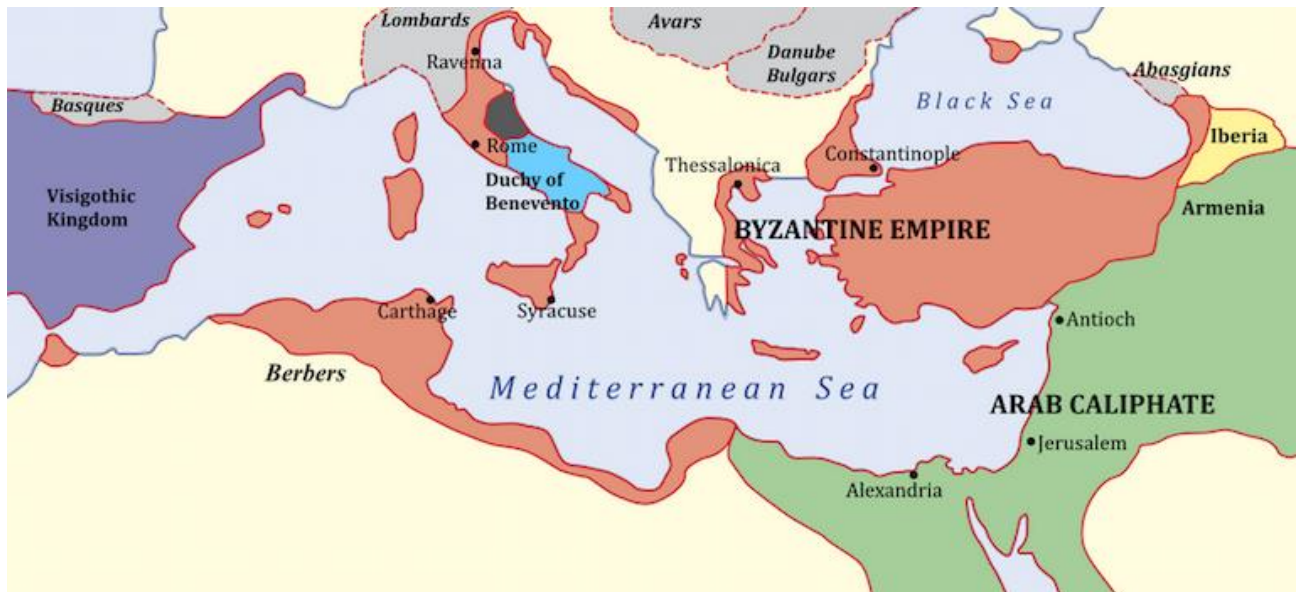 Lombards
Avars
Ravenna
Danube
Bulgars
Abasgians
Basques
Black Sea
Iberia
Rome
Thessalonica
Constantinople
Duchy of
Benevento
Visigothic
Kingdom
Armenia
BYZANTINE EMPIRE
Carthage
Syracuse
Antioch
Berbers
Mediterranean Sea
ARAB CALIPHATE
Jerusalem
Alexandria